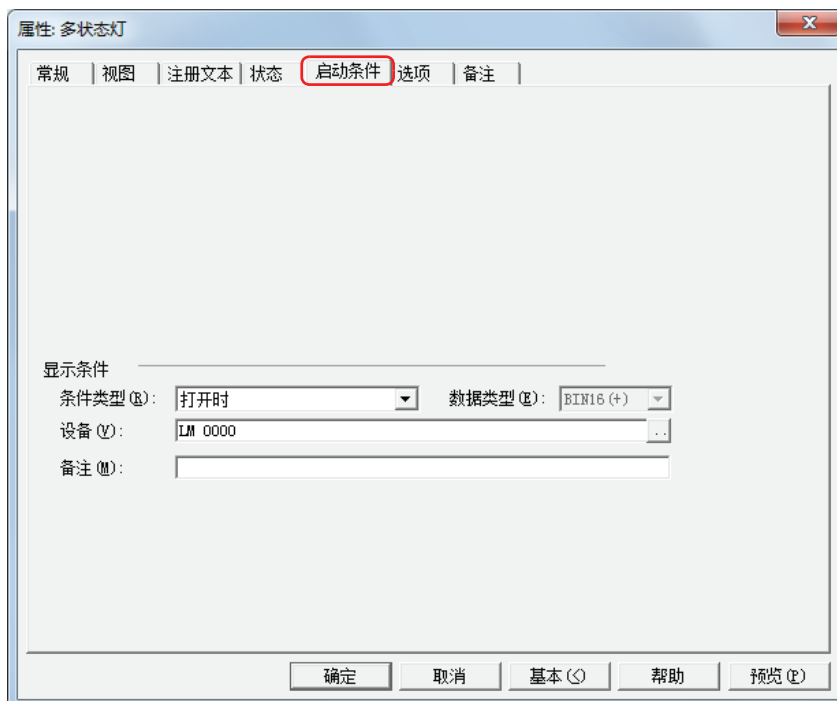 属性: 多状态灯
常规 视图 注册文本 状态 启动条件 选项 备注
显示条件
条件类型(R): 打开时 数据类型(E): BIN16(+)
设备(V): LM 0000 ..
备注(M):
确定 取消 基本(<) 帮助 预览(P)